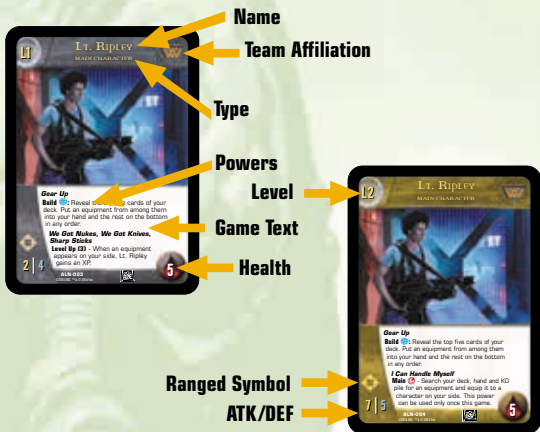 Name
Team Affiliation
Type
Powers
Level
Game Text
Health
Ranged Symbol
ATK/DEF
L1
Lt. Ripley
MAIN CHARACTER
Gear Up
Build : Reveal the top cards of your
deck. Put an equipment from among them
into your hand and the rest on the bottom
in any order.
We Got Nukes, We Got Knives,
Sharp Sticks
Level Up (3) - When an equipment
appears on your side, Lt. Ripley
gains an XP.
2 4
5
ALN-003
L2
Lt. Ripley
MAIN CHARACTER
Gear Up
Build : Reveal the top five cards of your
deck. Put an equipment from among them
into your hand and the rest on the bottom
in any order.
I Can Handle Myself
Main - Search your deck, hand and KO
pile for an equipment and equip it to a
character on your side. This power
can be used only once this game.
7 5
5
ALN-004